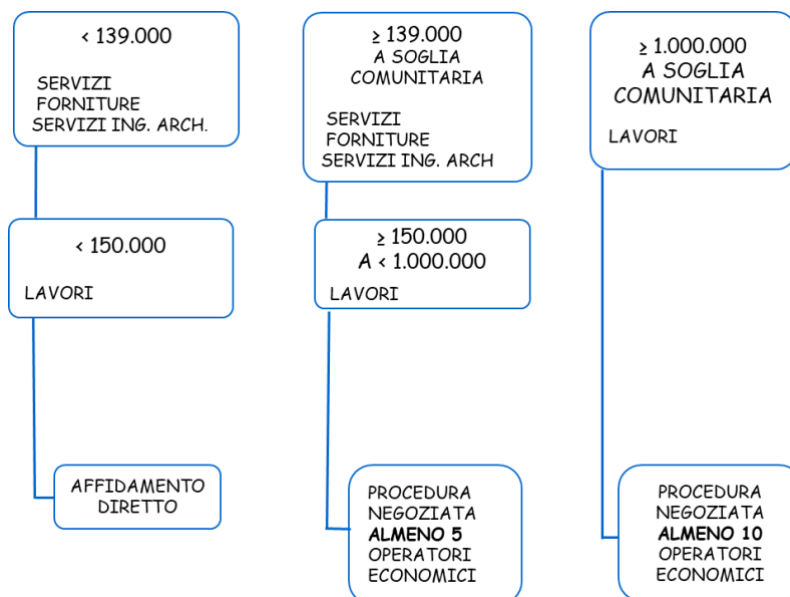 < 139.000
SERVIZI
FORNITURE
SERVIZI ING. ARCH.
< 150.000
LAVORI
AFFIDAMENTO
DIRETTO
≥ 139.000
A SOGLIA
COMUNITARIA
SERVIZI
FORNITURE
SERVIZI ING. ARCH
≥ 150.000
A < 1.000.000
LAVORI
PROCEDURA
NEGOZIATA
ALMENO 5
OPERATORI
ECONOMICI
≥ 1.000.000
A SOGLIA
COMUNITARIA
LAVORI
PROCEDURA
NEGOZIATA
ALMENO 10
OPERATORI
ECONOMICI